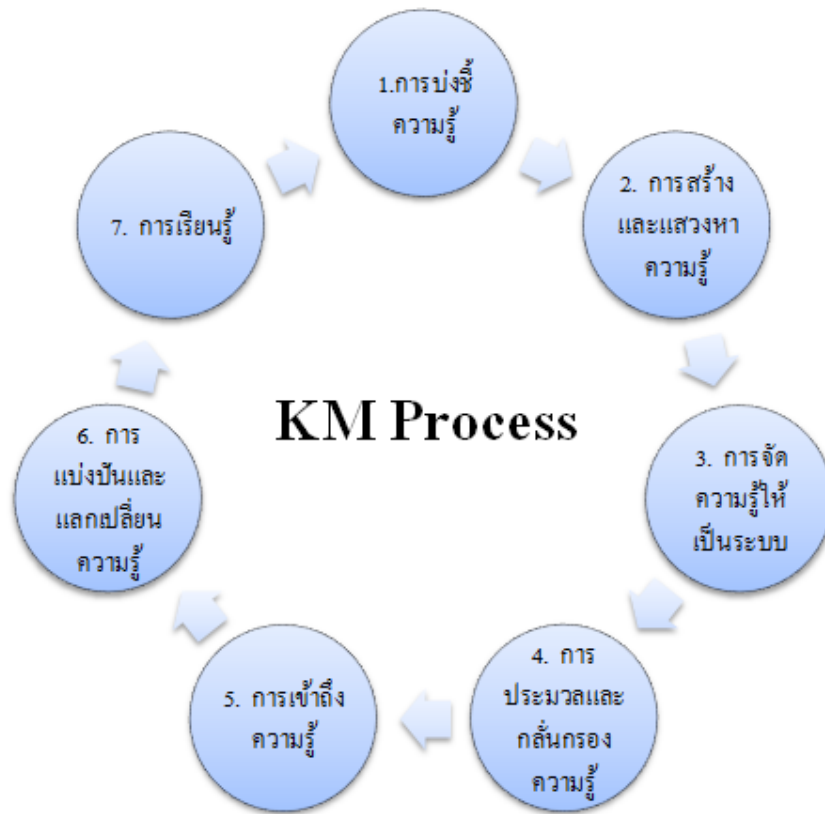 1.การบ่งชี้
ความรู้
2. การสร้าง
และแสวงหา
ความรู้
3. การจัด
ความรู้ให้
เป็นระบบ
4. การ
ประมวลและ
กลั่นกรอง
ความรู้
5. การเข้าถึง
ความรู้
6. การ
แบ่งปันและ
แลกเปลี่ยน
ความรู้
7. การเรียนรู้
KM Process